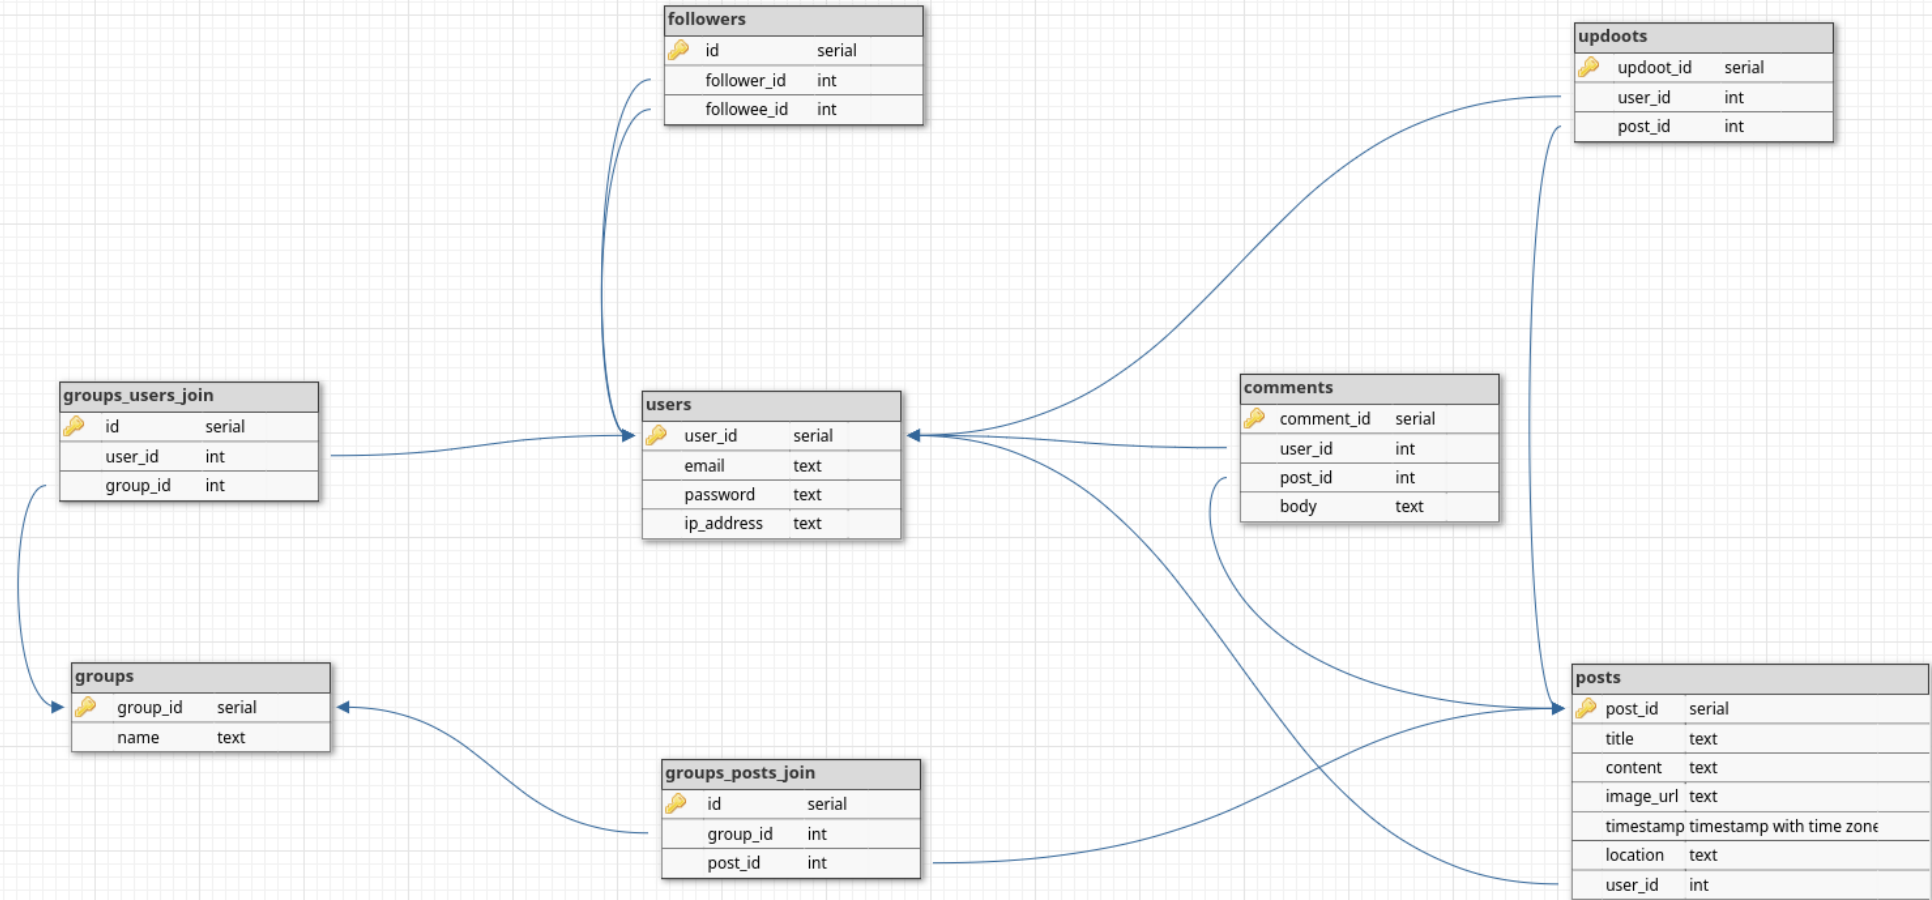 followers
id serial
follower_id int
followee_id int
updoots
updoot_id serial
user_id int
post_id int
groups_users_join
id serial
user_id int
group_id int
users
user_id serial
email text
password text
ip_address text
comments
comment_id serial
user_id int
post_id int
body text
groups
group_id serial
name text
groups_posts_join
id serial
group_id int
post_id int
posts
post_id serial
title text
content text
image_url text
timestamp timestamp with time zone
location text
user_id int